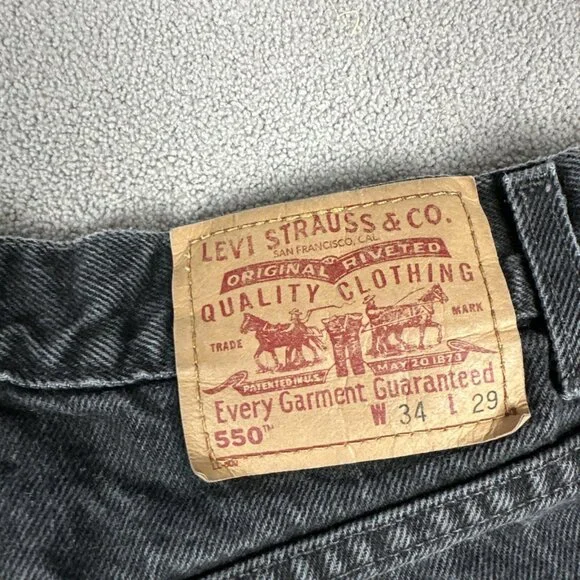 LEVI STRAUSS & CO.
SAN FRANCISCO, CAL.
ORIGINAL RIVETED
QUALITY CLOTHING
TRADE MARK
PATENTED IN U.S. MAY 20 1873
Every Garment Guaranteed
550™ W 34 L 29